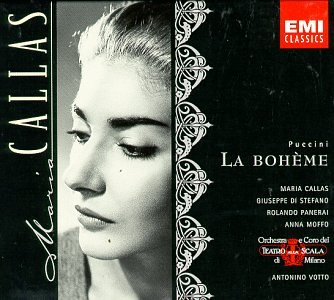 Maria CALLAS
EMI
CLASSICS
Puccini
LA BOHÈME
MARIA CALLAS
GIUSEPPE DI STEFANO
ROLANDO PANERAI
ANNA MOFFO
Orchestra e Coro del
TEATRO ALLA SCALA
di Milano
ANTONINO VOTTO